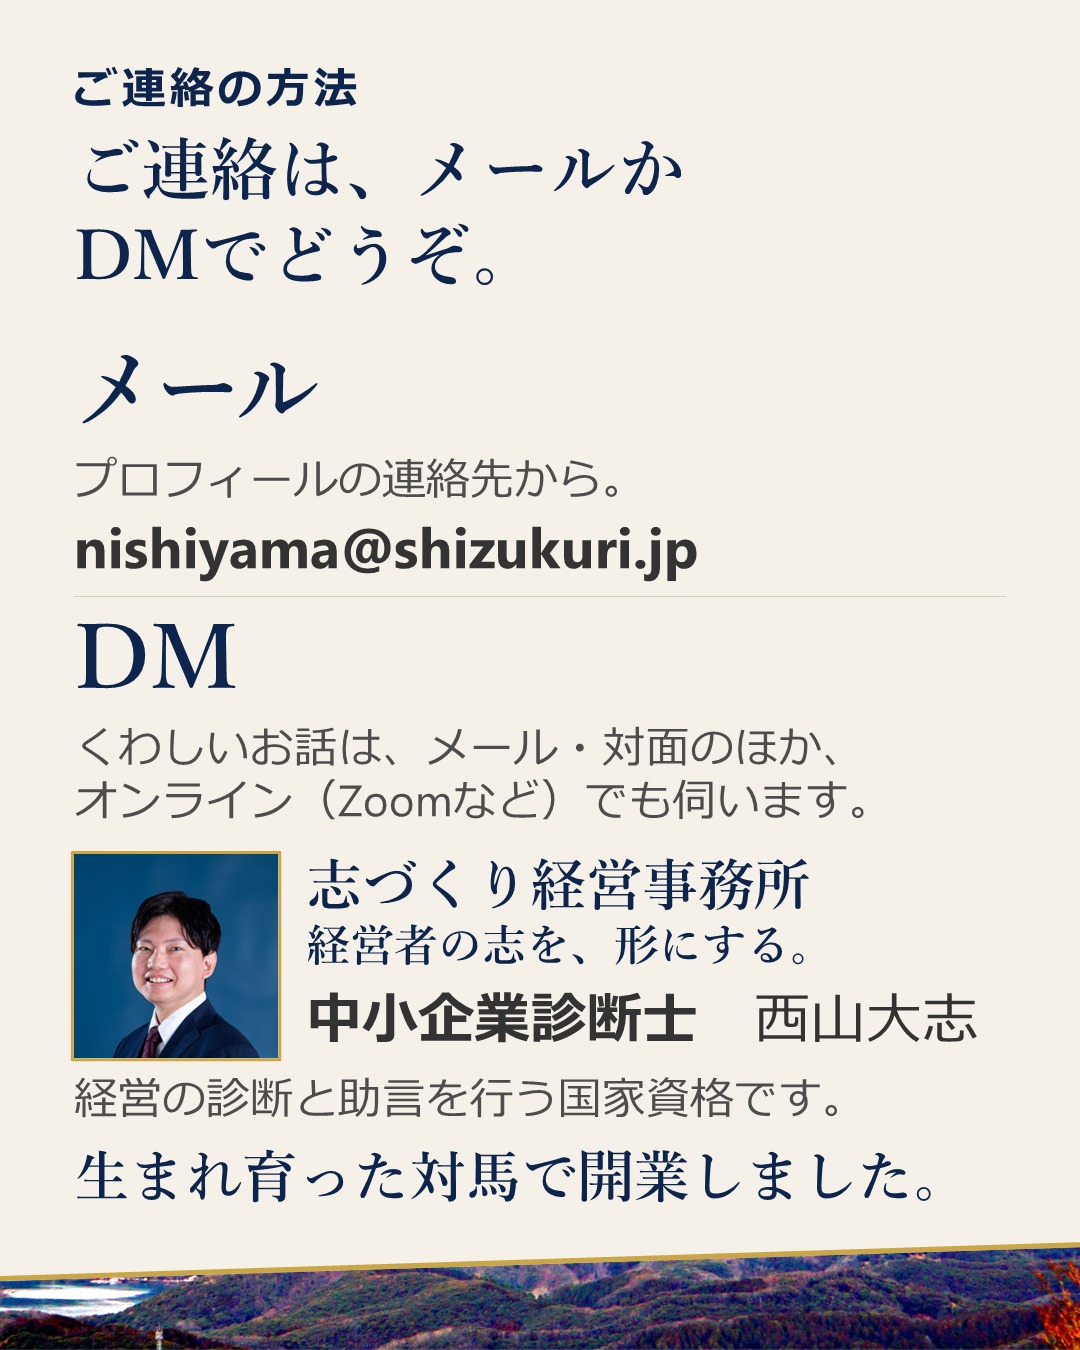 ご連絡の方法
ご連絡は、メールか
DMでどうぞ。
メール
プロフィールの連絡先から。
nishiyama@shizukuri.jp
DM
くわしいお話は、メール・対面のほか、
オンライン（Zoomなど）でも伺います。
志づくり経営事務所
経営者の志を、形にする。
中小企業診断士　西山大志
経営の診断と助言を行う国家資格です。
生まれ育った対馬で開業しました。